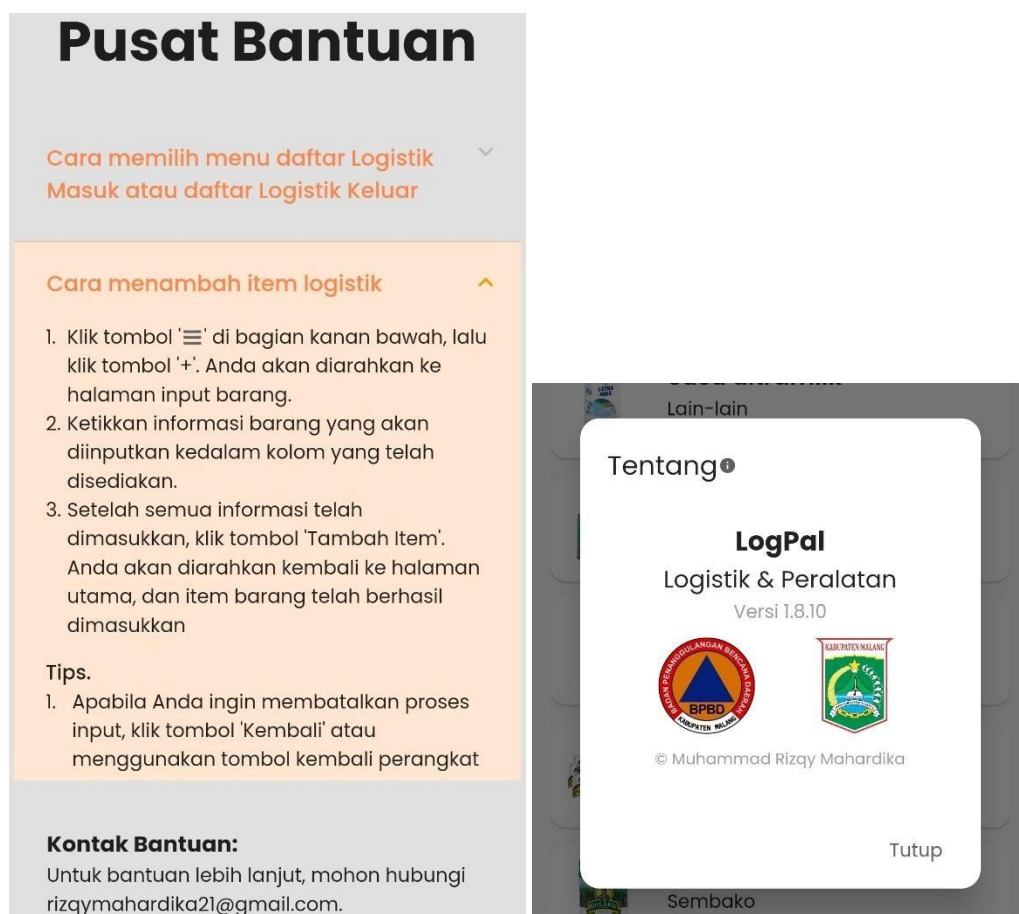 Pusat Bantuan
Cara memilih menu daftar Logistik
Masuk atau daftar Logistik Keluar
Cara menambah item logistik
1. Klik tombol '≡' di bagian kanan bawah, lalu
klik tombol '+'. Anda akan diarahkan ke
halaman input barang.
2. Ketikkan informasi barang yang akan
diinputkan kedalam kolom yang telah
disediakan.
3. Setelah semua informasi telah
dimasukkan, klik tombol 'Tambah Item'.
Anda akan diarahkan kembali ke halaman
utama, dan item barang telah berhasil
dimasukkan
Tips.
1. Apabila Anda ingin membatalkan proses
input, klik tombol 'Kembali' atau
menggunakan tombol kembali perangkat
Kontak Bantuan:
Untuk bantuan lebih lanjut, mohon hubungi
rizqymahardika21@gmail.com.
Lain-lain
Tentang
LogPal
Logistik & Peralatan
Versi 1.8.10
BADAN PENANGGULANGAN BENCANA DAERAH
BPBD
KABUPATEN MALANG
KABUPATEN MALANG
© Muhammad Rizqy Mahardika
Tutup
Sembako